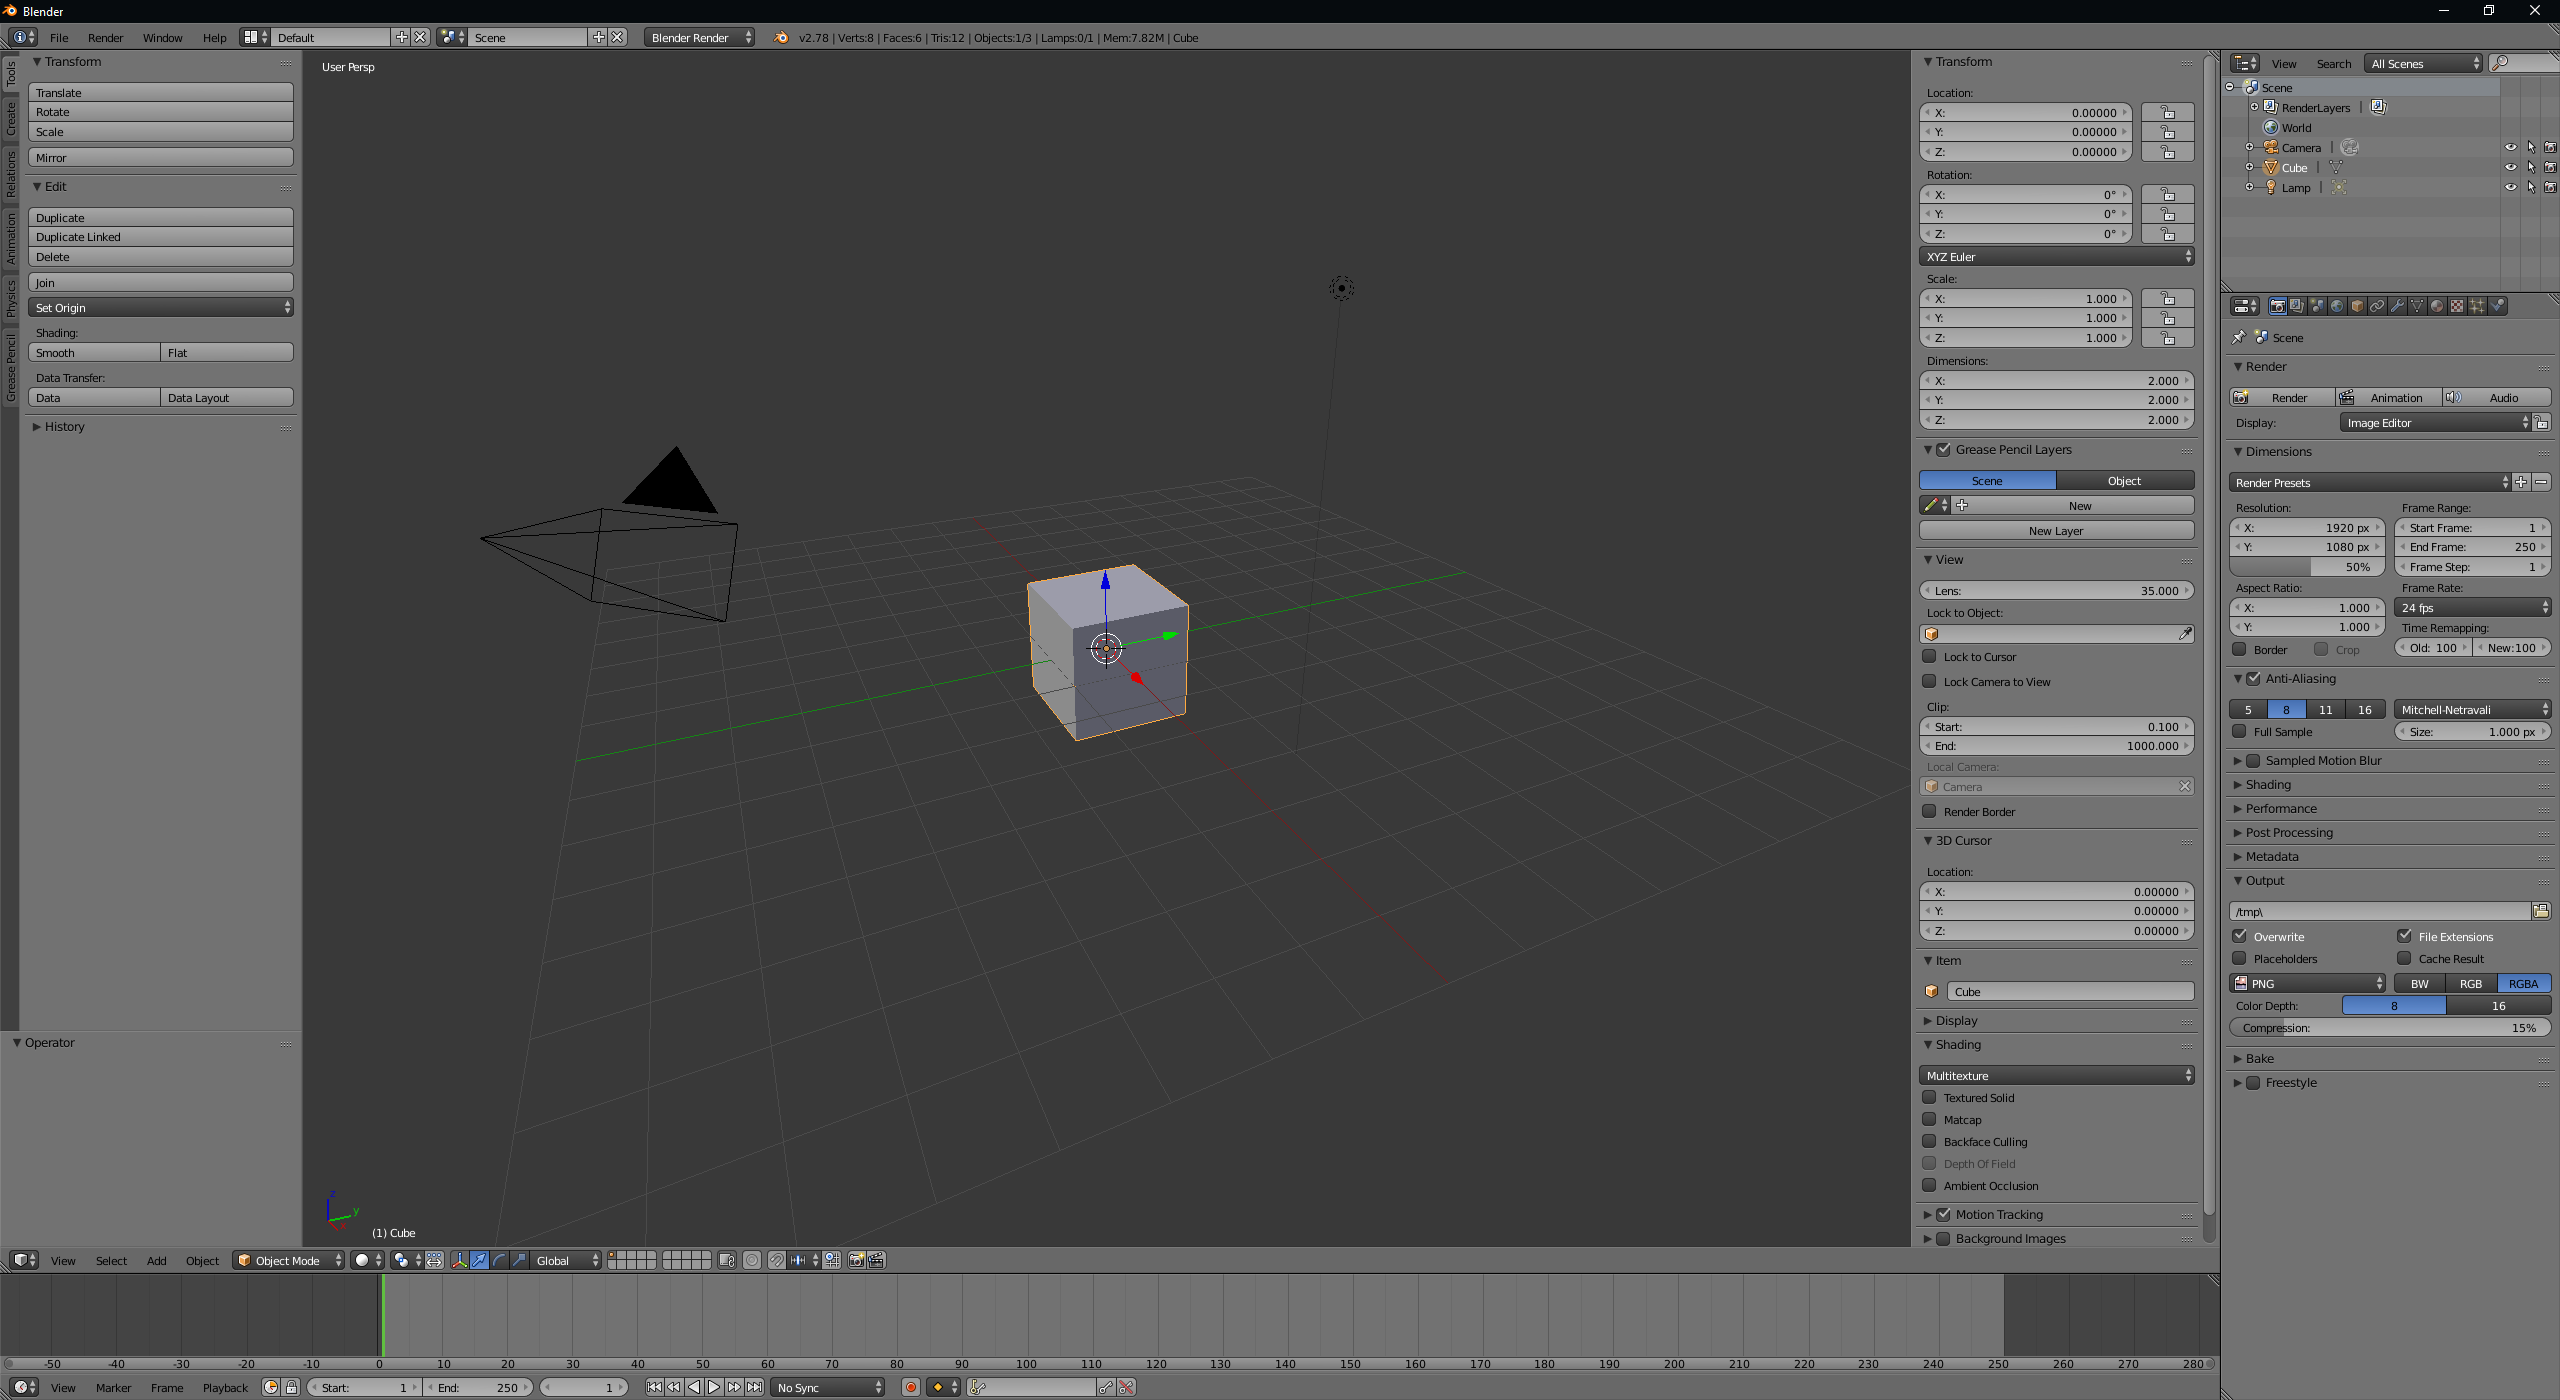 Blender
File Render Window Help Default Scene Blender Render v2.78 | Verts:8 | Faces:6 | Tris:12 | Objects:1/3 | Lamps:0/1 | Mem:7.82M | Cube
Tools
Create
Relations
Animation
Physics
Grease Pencil
Transform
Translate
Rotate
Scale
Mirror
Edit
Duplicate
Duplicate Linked
Delete
Join
Set Origin
Shading:
Smooth Flat
Data Transfer:
Data Data Layout
History
Operator
User Persp
z
y
x
(1) Cube
Transform
Location:
X: 0.00000
Y: 0.00000
Z: 0.00000
Rotation:
X: 0°
Y: 0°
Z: 0°
XYZ Euler
Scale:
X: 1.000
Y: 1.000
Z: 1.000
Dimensions:
X: 2.000
Y: 2.000
Z: 2.000
Grease Pencil Layers
Scene Object
New
New Layer
View
Lens: 35.000
Lock to Object:
Lock to Cursor
Lock Camera to View
Clip:
Start: 0.100
End: 1000.000
Local Camera:
Camera
Render Border
3D Cursor
Location:
X: 0.00000
Y: 0.00000
Z: 0.00000
Item
Cube
Display
Shading
Multitexture
Textured Solid
Matcap
Backface Culling
Depth Of Field
Ambient Occlusion
Motion Tracking
Background Images
View Search All Scenes
Scene
RenderLayers |
World
Camera |
Cube |
Lamp |
Scene
Render
Render Animation Audio
Display: Image Editor
Dimensions
Render Presets
Resolution: Frame Range:
X: 1920 px Start Frame: 1
Y: 1080 px End Frame: 250
50% Frame Step: 1
Aspect Ratio: Frame Rate:
X: 1.000 24 fps
Y: 1.000 Time Remapping:
Border Crop Old: 100 New:100
Anti-Aliasing
5 8 11 16 Mitchell-Netravali
Full Sample Size: 1.000 px
Sampled Motion Blur
Shading
Performance
Post Processing
Metadata
Output
/tmp\
Overwrite File Extensions
Placeholders Cache Result
PNG BW RGB RGBA
Color Depth: 8 16
Compression: 15%
Bake
Freestyle
View Select Add Object Object Mode Global
-50 -40 -30 -20 -10 0 10 20 30 40 50 60 70 80 90 100 110 120 130 140 150 160 170 180 190 200 210 220 230 240 250 260 270 280
View Marker Frame Playback Start: 1 End: 250 1 No Sync